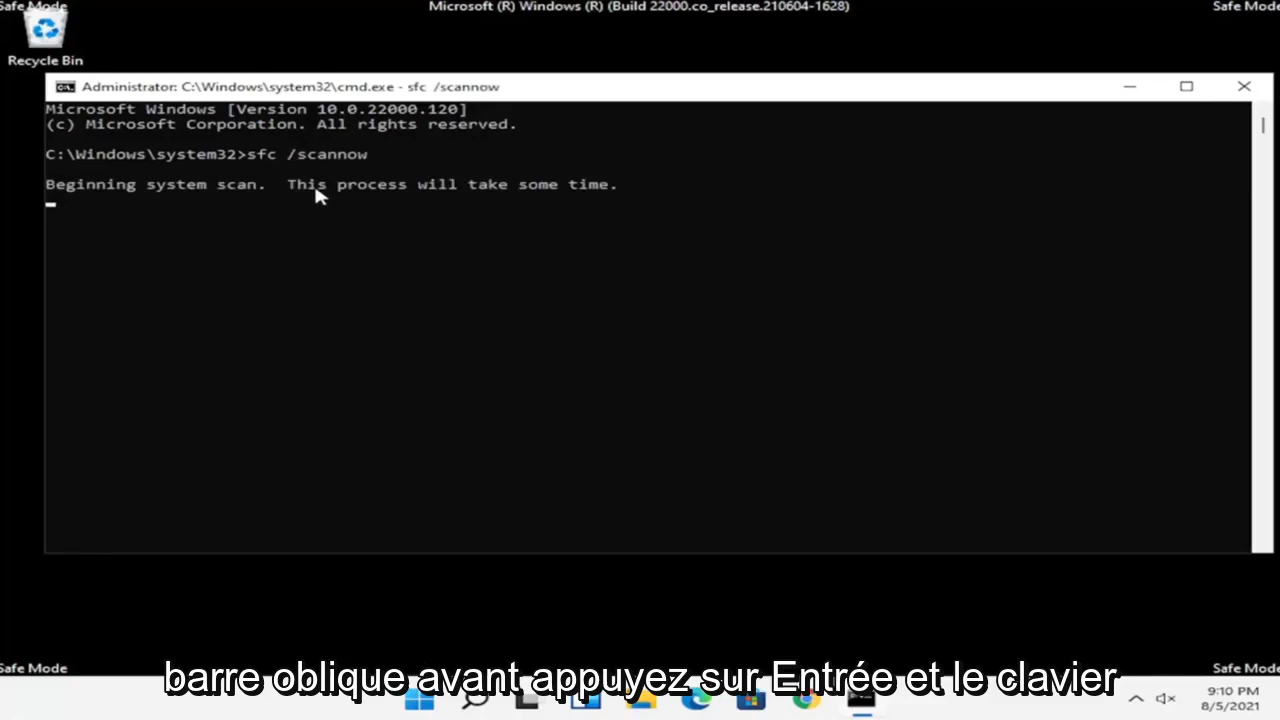 Safe Mode
Microsoft (R) Windows (R) (Build 22000.co_release.210604-1628)
Safe Mode
Recycle Bin
Administrator: C:\Windows\system32\cmd.exe - sfc  /scannow
Microsoft Windows [Version 10.0.22000.120]
(c) Microsoft Corporation. All rights reserved.
C:\Windows\system32>sfc /scannow
Beginning system scan.  This process will take some time.
Safe Mode
Safe Mode
barre oblique avant appuyez sur Entrée et le clavier
9:10 PM
8/5/2021